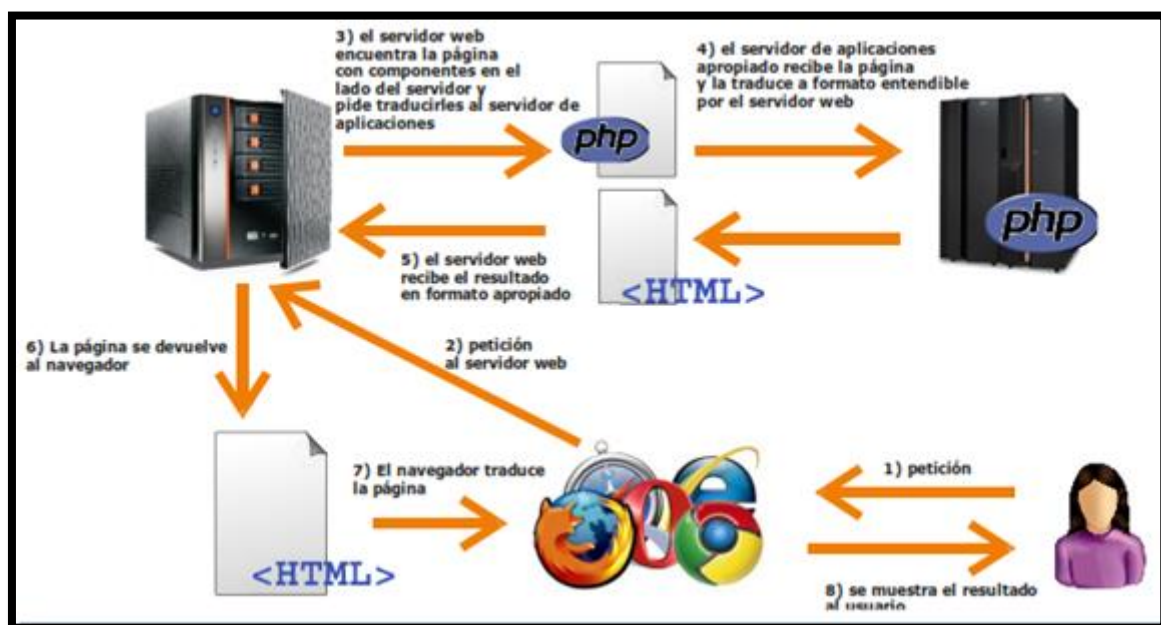 3) el servidor web
encuentra la página
con componentes en el
lado del servidor y
pide traducirles al servidor de
aplicaciones
php
4) el servidor de aplicaciones
apropiado recibe la página
y la traduce a formato entendible
por el servidor web
php
5) el servidor web
recibe el resultado
en formato apropiado
<HTML>
6) La página se devuelve
al navegador
2) petición
al servidor web
<HTML>
7) El navegador traduce
la página
1) petición
8) se muestra el resultado
al usuario